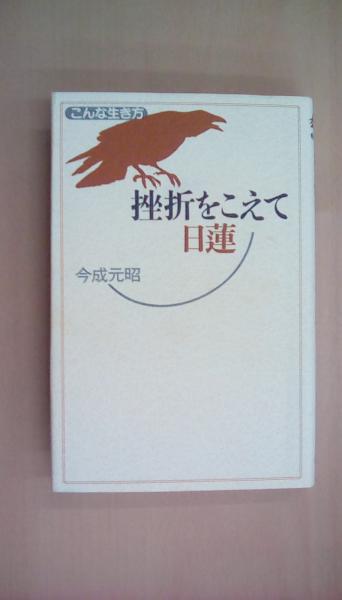 こんな生き方
挫折をこえて
日蓮
今成元昭